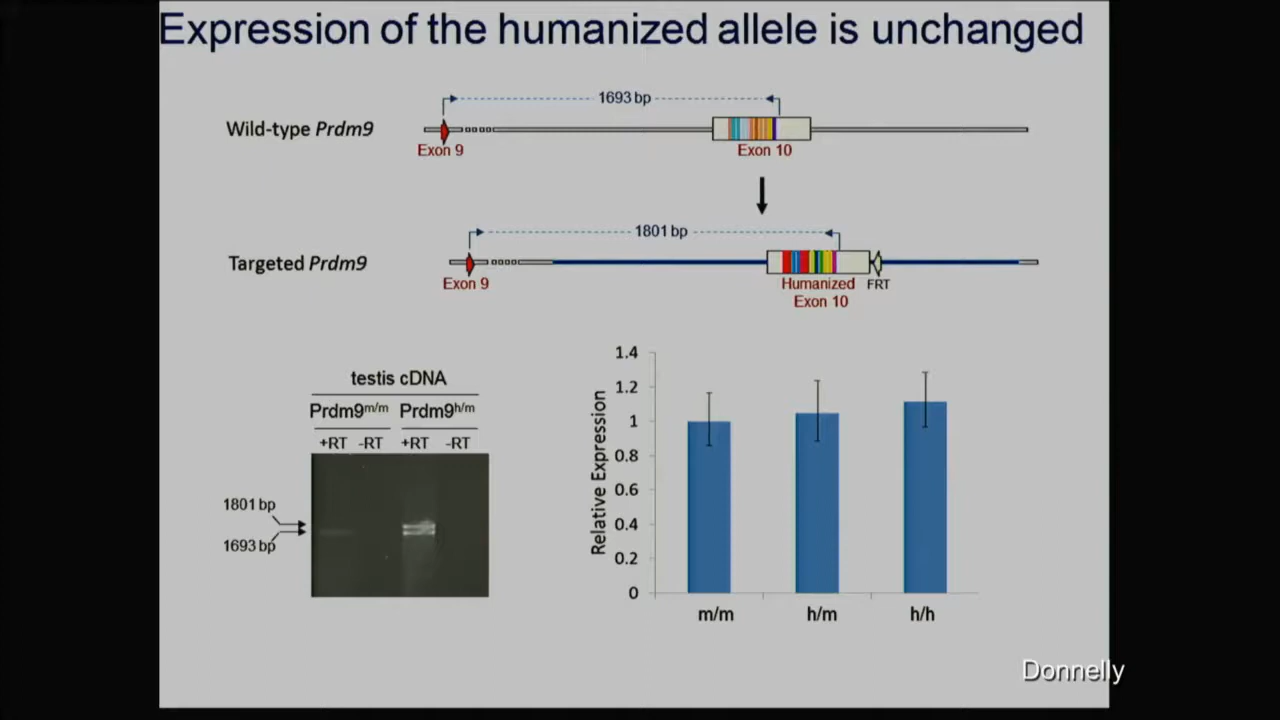 Expression of the humanized allele is unchanged
1693 bp
Wild-type Prdm9
Exon 9
Exon 10
1801 bp
Targeted Prdm9
Exon 9
Humanized
Exon 10
FRT
testis cDNA
Prdm9m/m Prdm9h/m
+RT -RT +RT -RT
1801 bp
1693 bp
Relative Expression
1.4
1.2
1
0.8
0.6
0.4
0.2
0
m/m h/m h/h
Donnelly